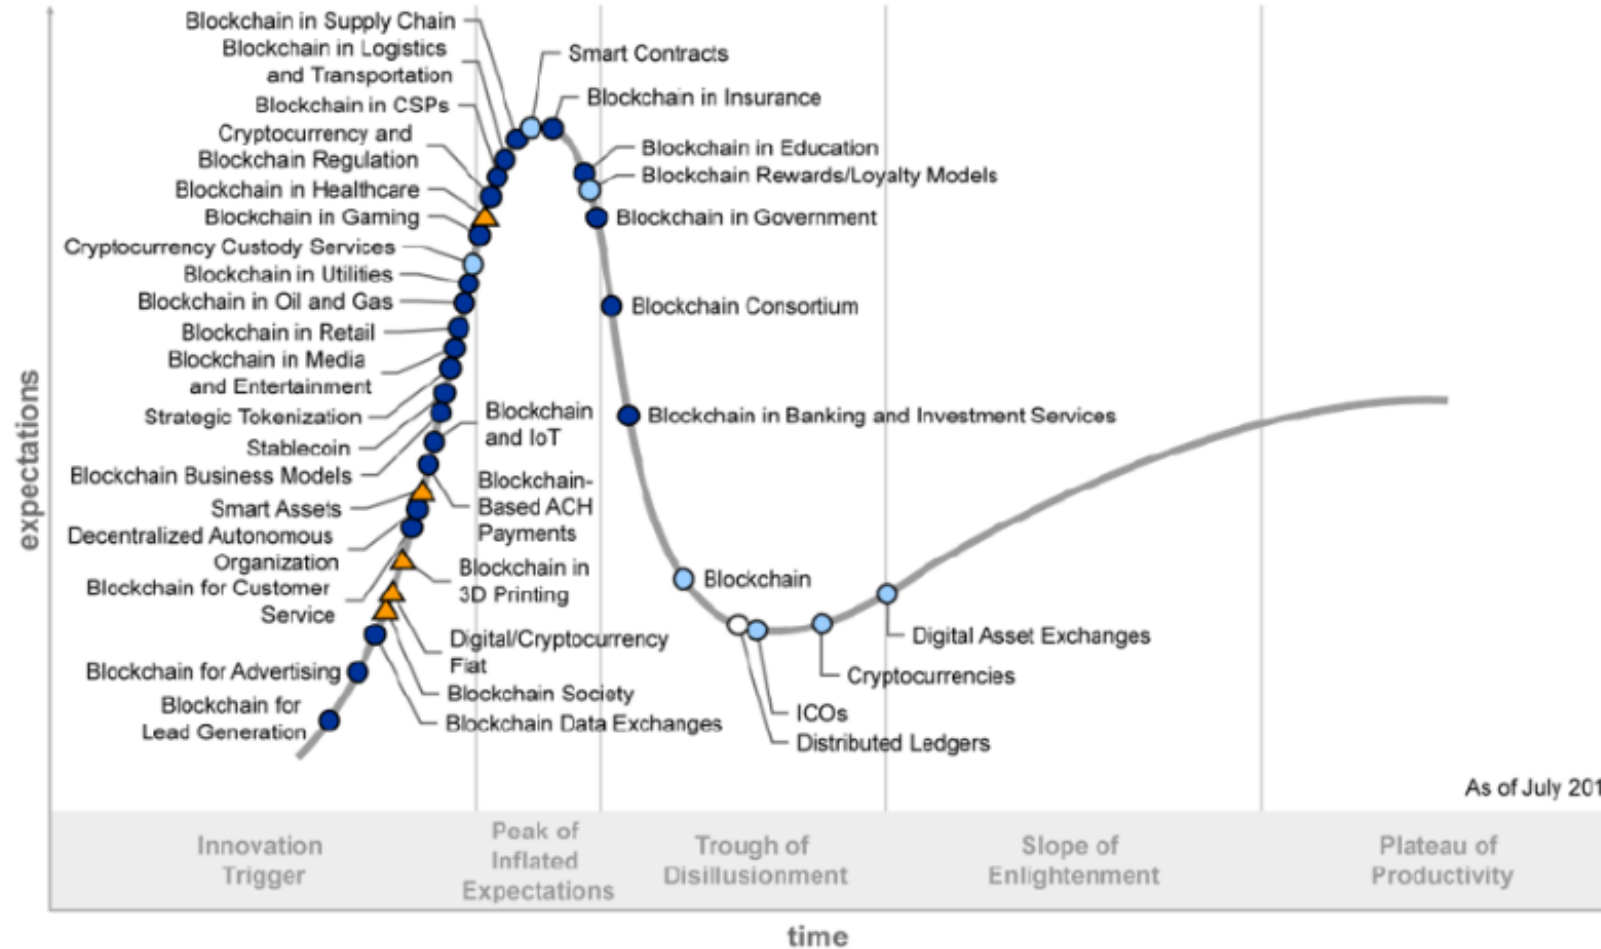 Blockchain in Supply Chain
Blockchain in Logistics
and Transportation
Blockchain in CSPs
Cryptocurrency and
Blockchain Regulation
Blockchain in Healthcare
Blockchain in Gaming
Cryptocurrency Custody Services
Blockchain in Utilities
Blockchain in Oil and Gas
Blockchain in Retail
Blockchain in Media
and Entertainment
Strategic Tokenization
Stablecoin
Blockchain Business Models
Smart Assets
Decentralized Autonomous
Organization
Blockchain for Customer
Service
Blockchain for Advertising
Blockchain for
Lead Generation
Smart Contracts
Blockchain in Insurance
Blockchain in Education
Blockchain Rewards/Loyalty Models
Blockchain in Government
Blockchain Consortium
Blockchain in Banking and Investment Services
Blockchain
and IoT
Blockchain-
Based ACH
Payments
Blockchain in
3D Printing
Digital/Cryptocurrency
Fiat
Blockchain Society
Blockchain Data Exchanges
Blockchain
Digital Asset Exchanges
Cryptocurrencies
ICOs
Distributed Ledgers
expectations
As of July 201
Innovation
Trigger
Peak of
Inflated
Expectations
Trough of
Disillusionment
Slope of
Enlightenment
Plateau of
Productivity
time